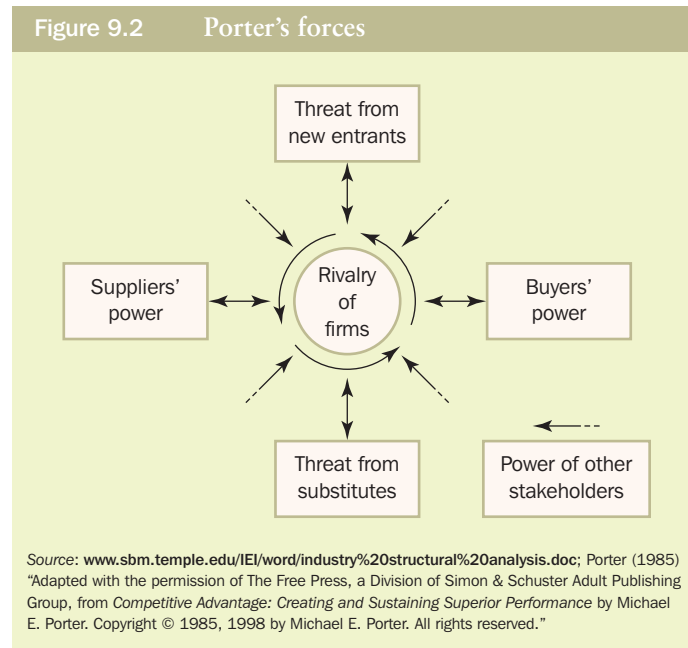 Figure 9.2 Porter's forces
Threat from
new entrants
Suppliers'
power
Rivalry
of
firms
Buyers'
power
Threat from
substitutes
Power of other
stakeholders
Source: www.sbm.temple.edu/IEI/word/industry%20structural%20analysis.doc; Porter (1985)
“Adapted with the permission of The Free Press, a Division of Simon & Schuster Adult Publishing
Group, from Competitive Advantage: Creating and Sustaining Superior Performance by Michael
E. Porter. Copyright © 1985, 1998 by Michael E. Porter. All rights reserved.”